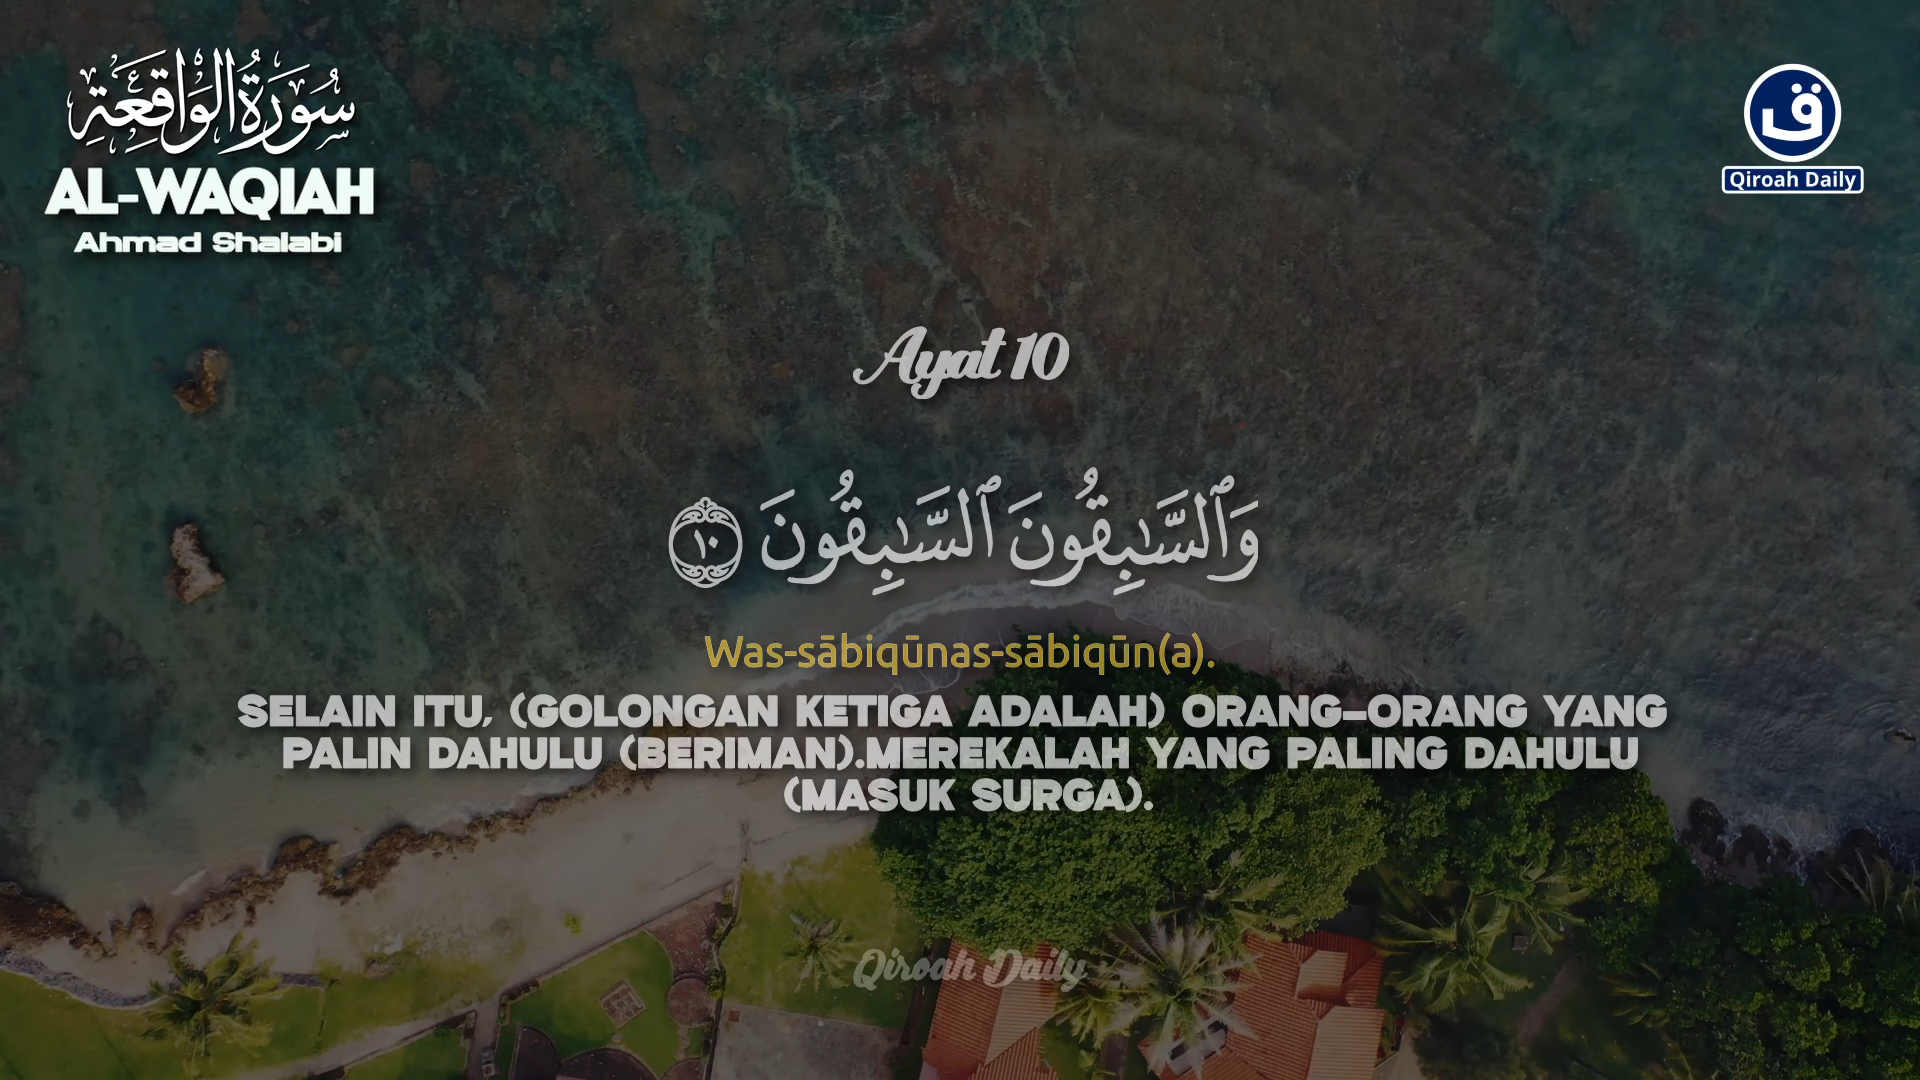 سُورَةُ الوَاقِعَةِ
AL-WAQIAH
Ahmad Shalabi
ق
Qiroah Daily
Ayat 10
وَٱلسَّٰبِقُونَ ٱلسَّٰبِقُونَ ١٠
Was-sābiqūnas-sābiqūn(a).
SELAIN ITU, (GOLONGAN KETIGA ADALAH) ORANG-ORANG YANG
PALIN DAHULU (BERIMAN).MEREKALAH YANG PALING DAHULU
(MASUK SURGA).
Qiroah Daily